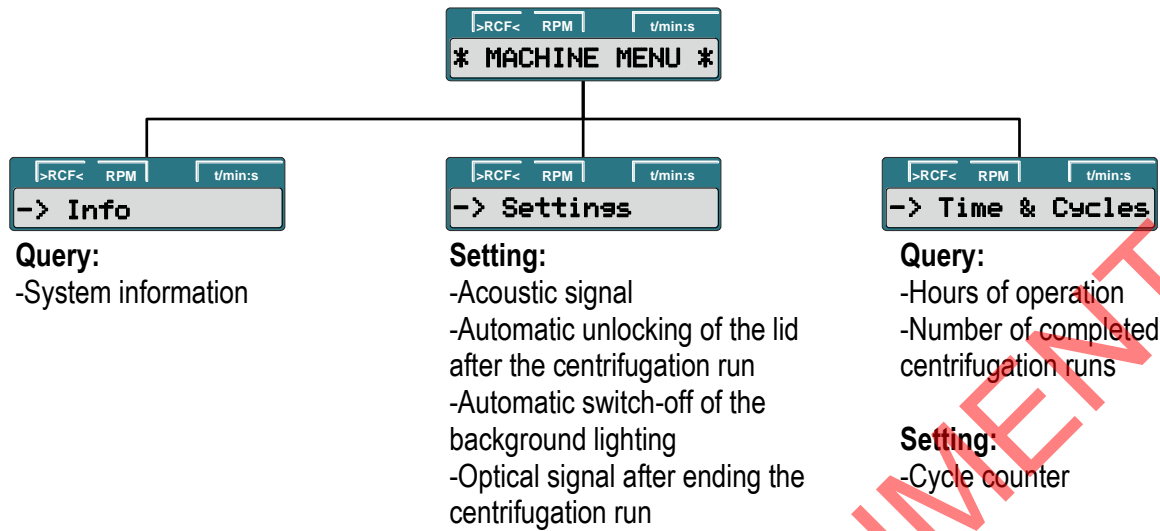 >RCF< RPM t/min:s
* MACHINE MENU *
>RCF< RPM t/min:s
-> Info
Query:
-System information
>RCF< RPM t/min:s
-> Settings
Setting:
-Acoustic signal
-Automatic unlocking of the lid
after the centrifugation run
-Automatic switch-off of the
background lighting
-Optical signal after ending the
centrifugation run
>RCF< RPM t/min:s
-> Time & Cycles
Query:
-Hours of operation
-Number of completed
centrifugation runs
Setting:
-Cycle counter